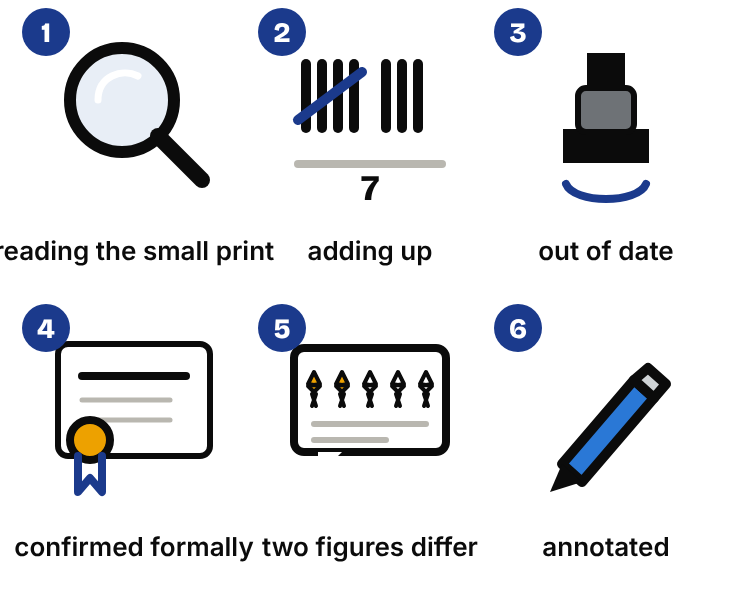 1
2
3
7
reading the small print
adding up
out of date
4
5
6
confirmed formally
two figures differ
annotated